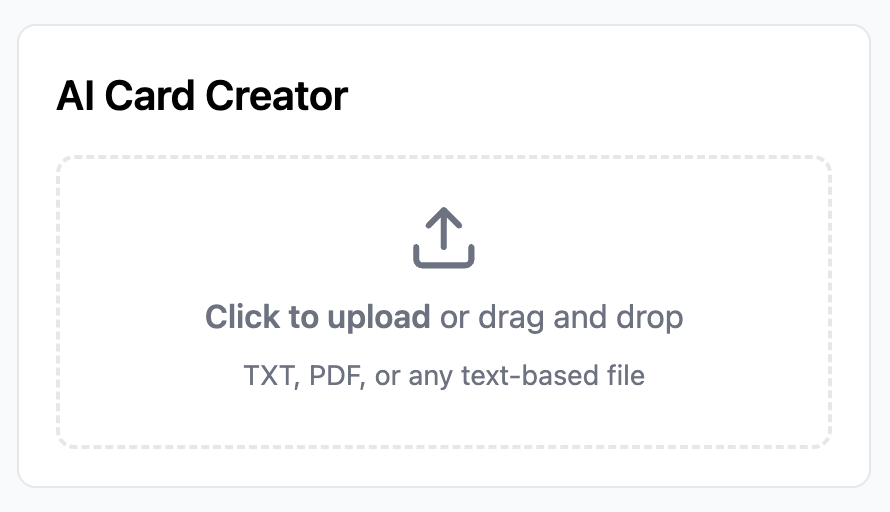 AI Card Creator
Click to upload or drag and drop
TXT, PDF, or any text-based file